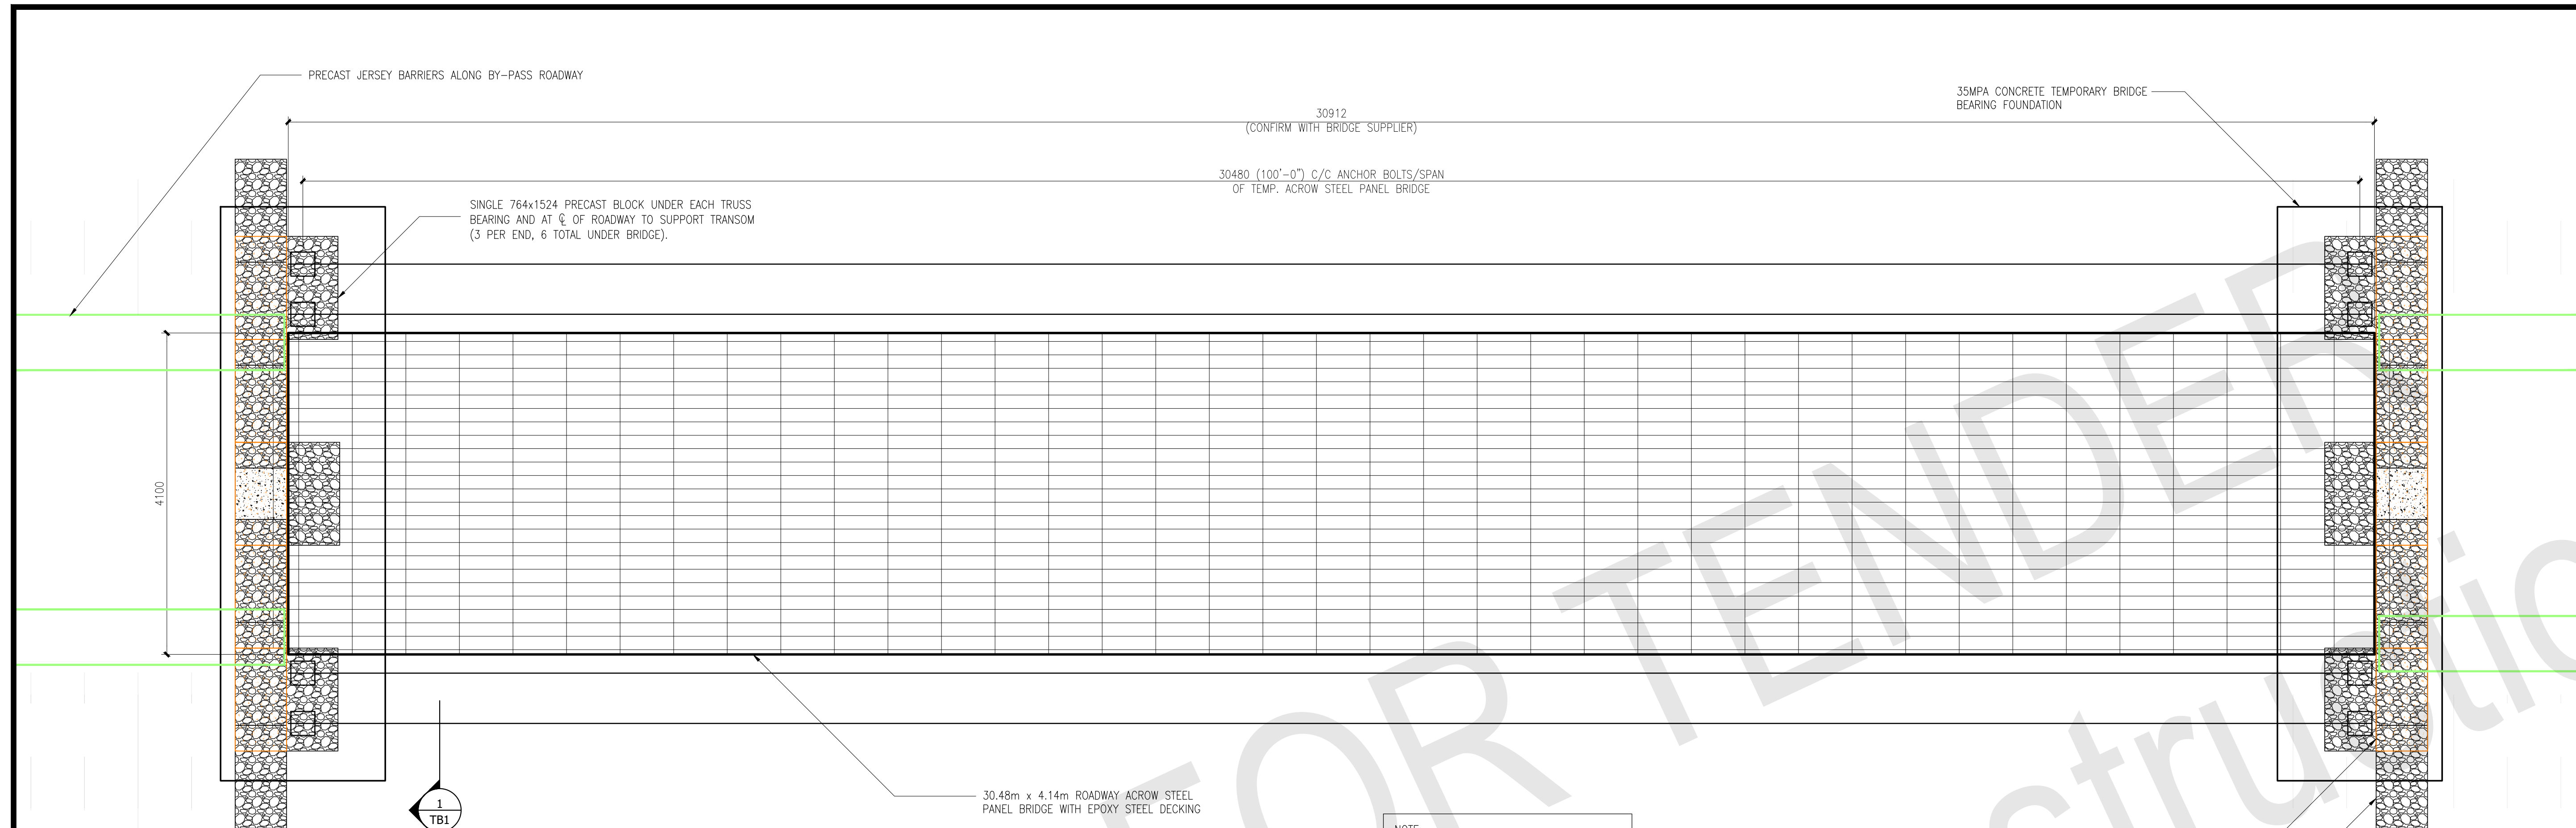 PRECAST JERSEY BARRIERS ALONG BY-PASS ROADWAY
35MPA CONCRETE TEMPORARY BRIDGE
BEARING FOUNDATION
30912
(CONFIRM WITH BRIDGE SUPPLIER)
30480 (100'-0") C/C ANCHOR BOLTS/SPAN
OF TEMP. ACROW STEEL PANEL BRIDGE
SINGLE 764x1524 PRECAST BLOCK UNDER EACH TRUSS
BEARING AND AT ℄ OF ROADWAY TO SUPPORT TRANSOM
(3 PER END, 6 TOTAL UNDER BRIDGE).
4100
30.48m x 4.14m ROADWAY ACROW STEEL
PANEL BRIDGE WITH EPOXY STEEL DECKING
1
TB1
NOTE
FOR TENDER
structio